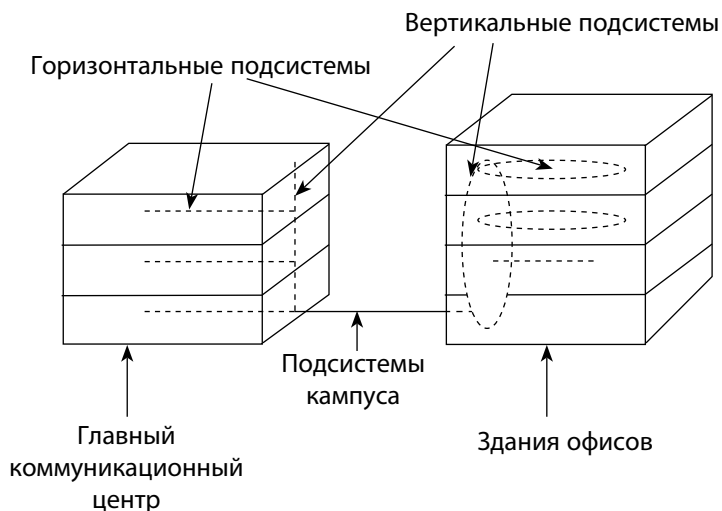 Вертикальные подсистемы
Горизонтальные подсистемы
Подсистемы
кампуса
Главный
коммуникационный
центр
Здания офисов